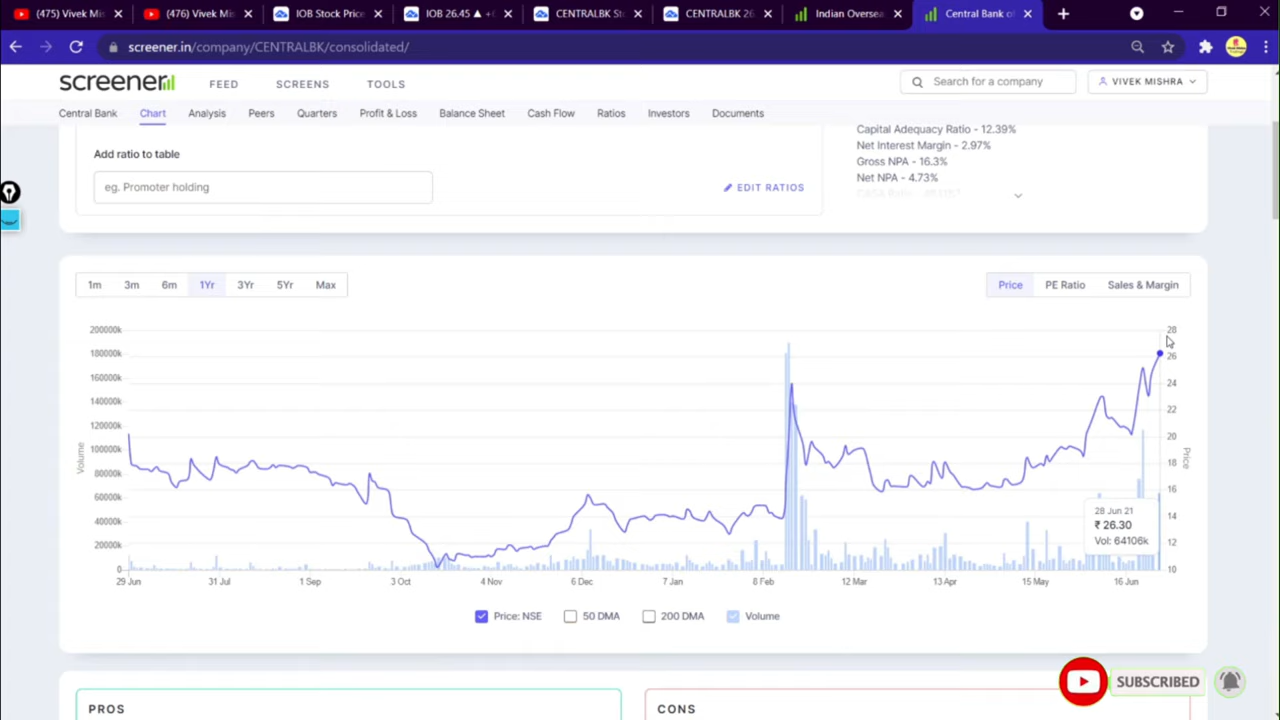 (475) Vivek Mis
(476) Vivek Mis
IOB Stock Price
IOB 26.45 ▲ +
CENTRALBK St
CENTRALBK 26
Indian Oversea
Central Bank o
screener.in/company/CENTRALBK/consolidated/
screener
FEED
SCREENS
TOOLS
Search for a company
VIVEK MISHRA
Central Bank
Chart
Analysis
Peers
Quarters
Profit & Loss
Balance Sheet
Cash Flow
Ratios
Investors
Documents
Capital Adequacy Ratio - 12.39%
Net Interest Margin - 2.97%
Gross NPA - 16.3%
Net NPA - 4.73%
Add ratio to table
eg. Promoter holding
EDIT RATIOS
1m
3m
6m
1Yr
3Yr
5Yr
Max
Price
PE Ratio
Sales & Margin
200000k
180000k
160000k
140000k
120000k
100000k
80000k
60000k
40000k
20000k
0
Volume
28
26
24
22
20
18
16
14
12
10
Price
28 Jun 21
₹ 26.30
Vol: 64106k
29 Jun
31 Jul
1 Sep
3 Oct
4 Nov
6 Dec
7 Jan
8 Feb
12 Mar
13 Apr
15 May
16 Jun
Price: NSE
50 DMA
200 DMA
Volume
PROS
CONS
SUBSCRIBED